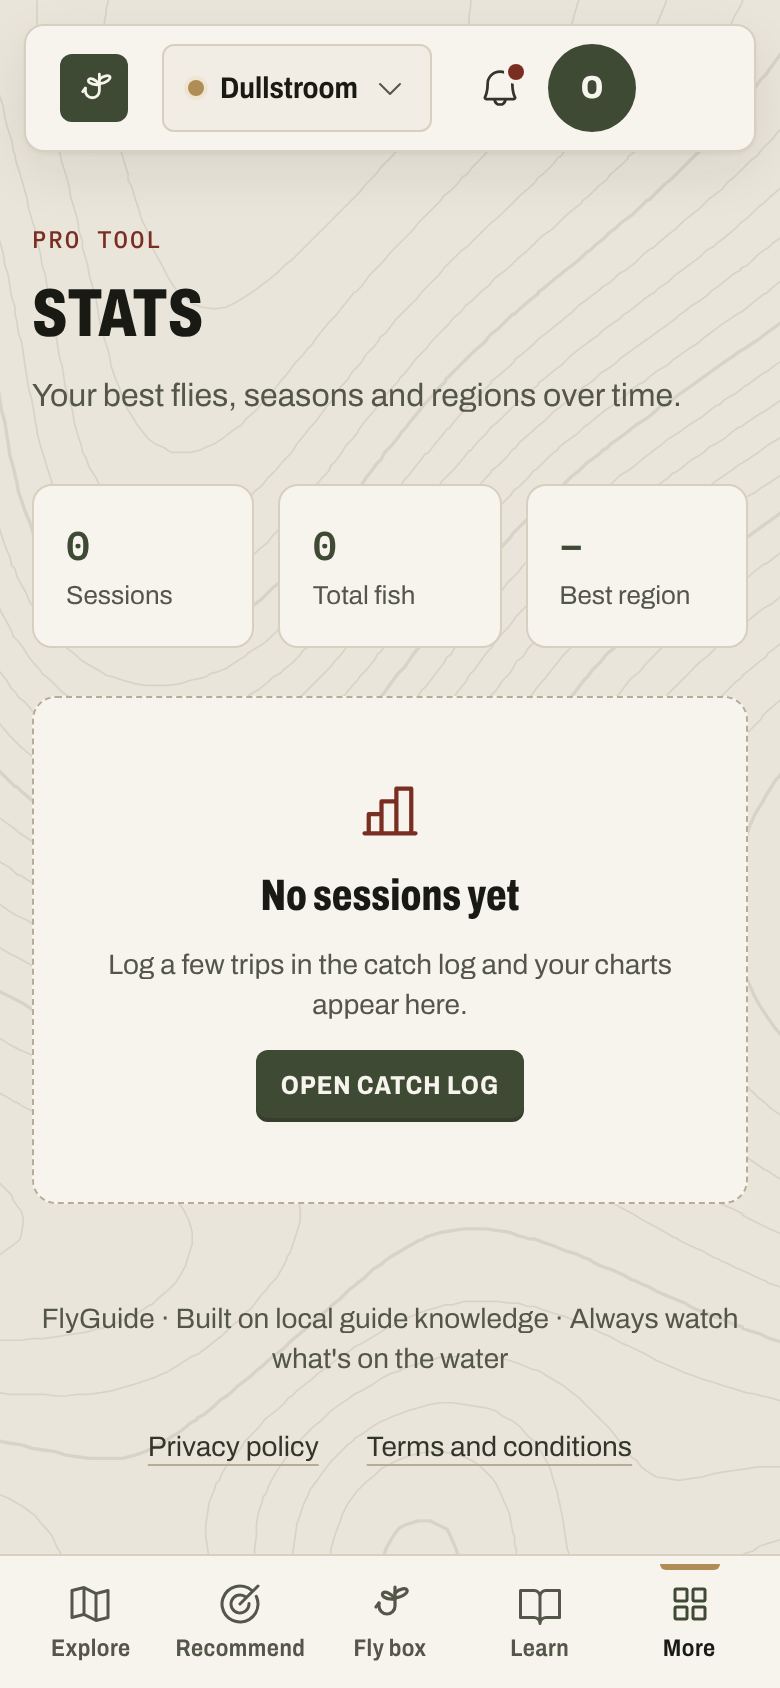 Dullstroom
O
PRO TOOL
STATS
Your best flies, seasons and regions over time.
0
Sessions
0
Total fish
–
Best region
No sessions yet
Log a few trips in the catch log and your charts
appear here.
OPEN CATCH LOG
FlyGuide · Built on local guide knowledge · Always watch
what's on the water
Privacy policy
Terms and conditions
Explore
Recommend
Fly box
Learn
More